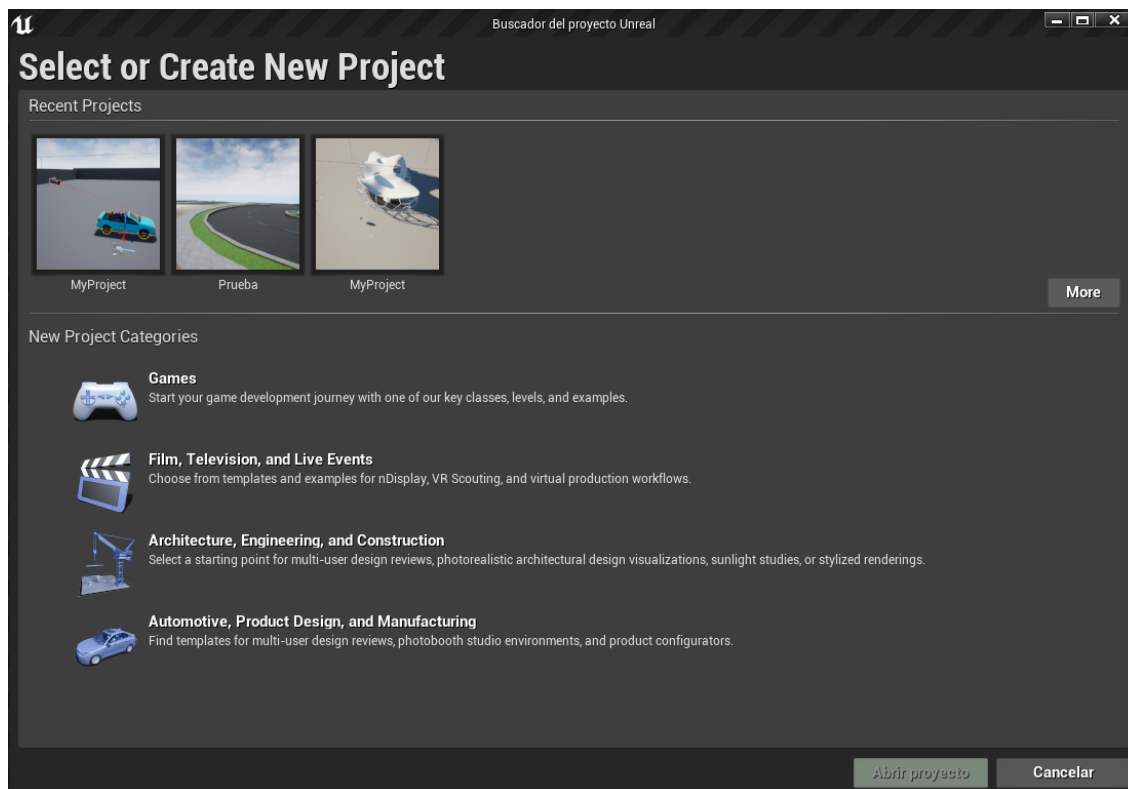 Buscador del proyecto Unreal
Select or Create New Project
Recent Projects
MyProject
Prueba
MyProject
More
New Project Categories
Games
Start your game development journey with one of our key classes, levels, and examples.
Film, Television, and Live Events
Choose from templates and examples for nDisplay, VR Scouting, and virtual production workflows.
Architecture, Engineering, and Construction
Select a starting point for multi-user design reviews, photorealistic architectural design visualizations, sunlight studies, or stylized renderings.
Automotive, Product Design, and Manufacturing
Find templates for multi-user design reviews, photobooth studio environments, and product configurators.
Abrir proyecto
Cancelar